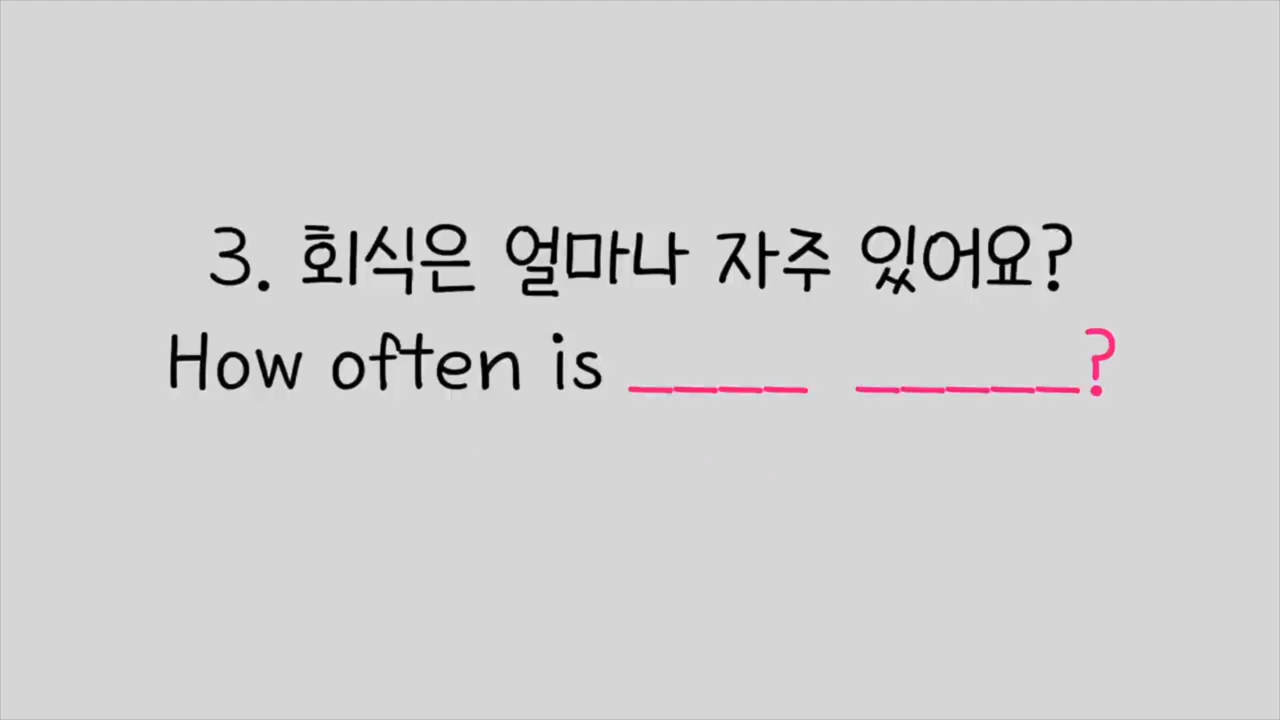 3. 회식은 얼마나 자주 있어요?
How often is ____ _____?